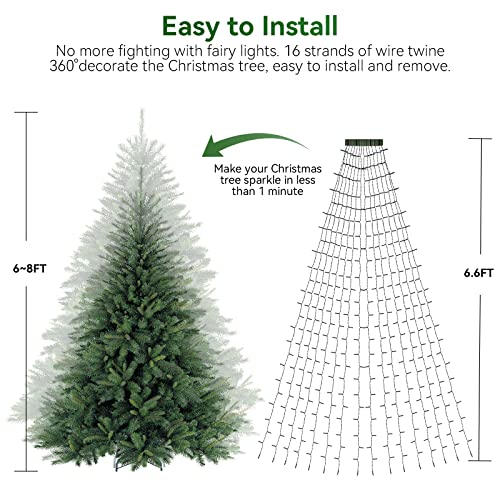 Easy to Install
No more fighting with fairy lights. 16 strands of wire twine
360°decorate the Christmas tree, easy to install and remove.
Make your Christmas
tree sparkle in less
than 1 minute
6~8FT
6.6FT